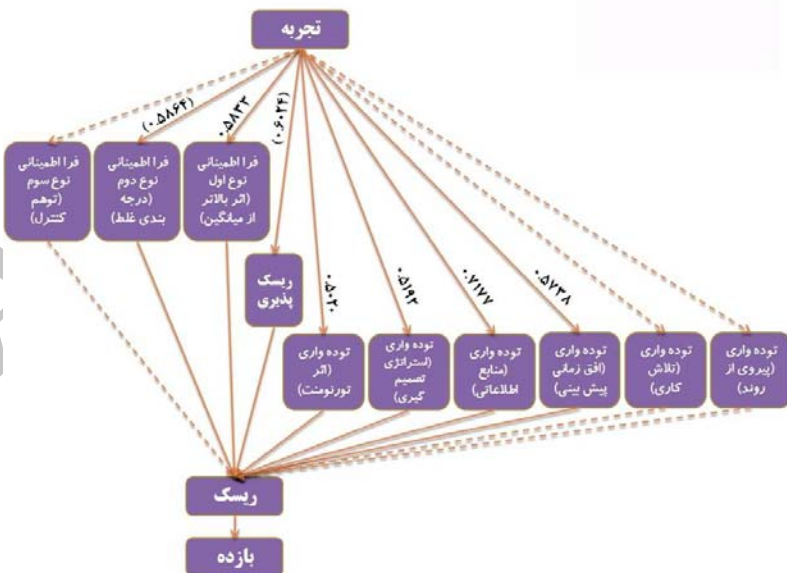 تجربه
(۰.۵۸۶۴)
۰.۵۸۳۳
(۰.۶۰۲۴)
۰.۵۰۲۰
۰.۵۱۹۲
۰.۷۱۷۷
۰.۵۷۳۸
فرا اطمینانی
نوع سوم
(توهم
کنترل)
فرا اطمینانی
نوع دوم
(درجه
بندی غلط)
فرا اطمینانی
نوع اول
(اثر بالاتر
از میانگین)
ریسک
پذیری
توده واری
(اثر
تورنومنت)
توده واری
(استراتژی
تصمیم
گیری)
توده واری
(منابع
اطلاعاتی)
توده واری
(افق زمانی
پیش بینی)
توده واری
(تلاش
کاری)
توده واری
(پیروی از
روند)
ریسک
بازده